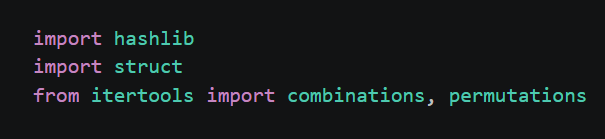 import hashlib
import struct
from itertools import combinations, permutations